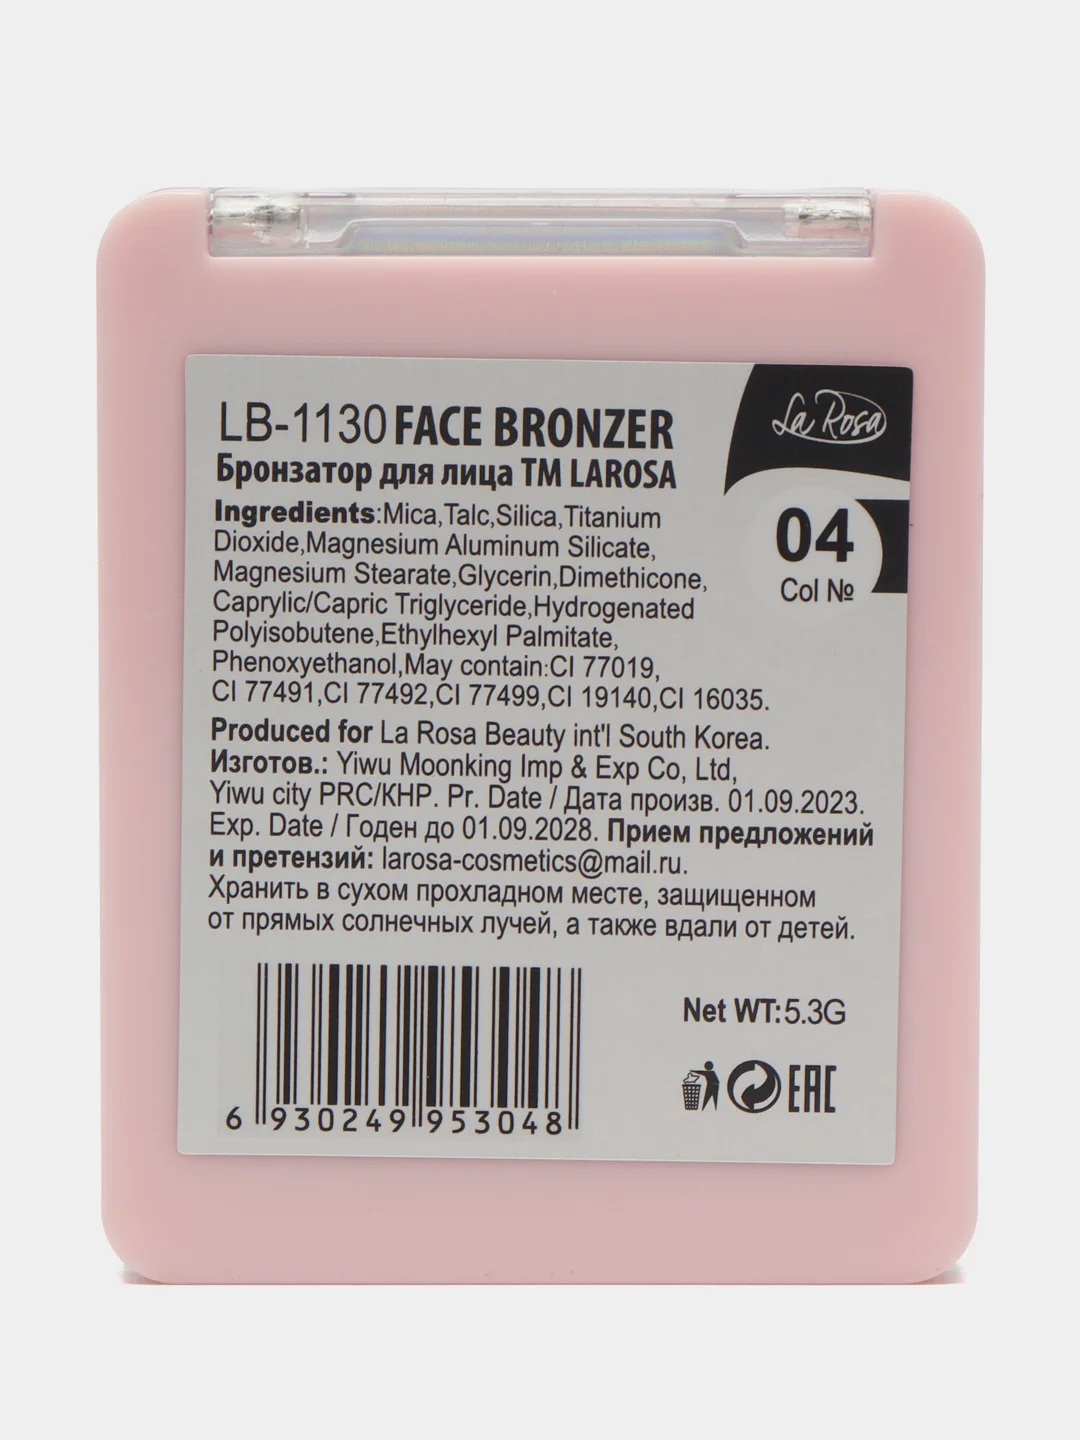 LB-1130 FACE BRONZER
Бронзатор для лица TM LAROSA
La Rosa
04
Col №
Ingredients:Mica,Talc,Silica,Titanium
Dioxide,Magnesium Aluminum Silicate,
Magnesium Stearate,Glycerin,Dimethicone,
Caprylic/Capric Triglyceride,Hydrogenated
Polyisobutene,Ethylhexyl Palmitate,
Phenoxyethanol,May contain:CI 77019,
CI 77491,CI 77492,CI 77499,CI 19140,CI 16035.
Produced for La Rosa Beauty int'l South Korea.
Изготов.: Yiwu Moonking Imp & Exp Co, Ltd,
Yiwu city PRC/КНР. Pr. Date / Дата произв. 01.09.2023.
Exp. Date / Годен до 01.09.2028. Прием предложений
и претензий: larosa-cosmetics@mail.ru.
Хранить в сухом прохладном месте, защищенном
от прямых солнечных лучей, а также вдали от детей.
Net WT:5.3G
EAC
6 930249 953048